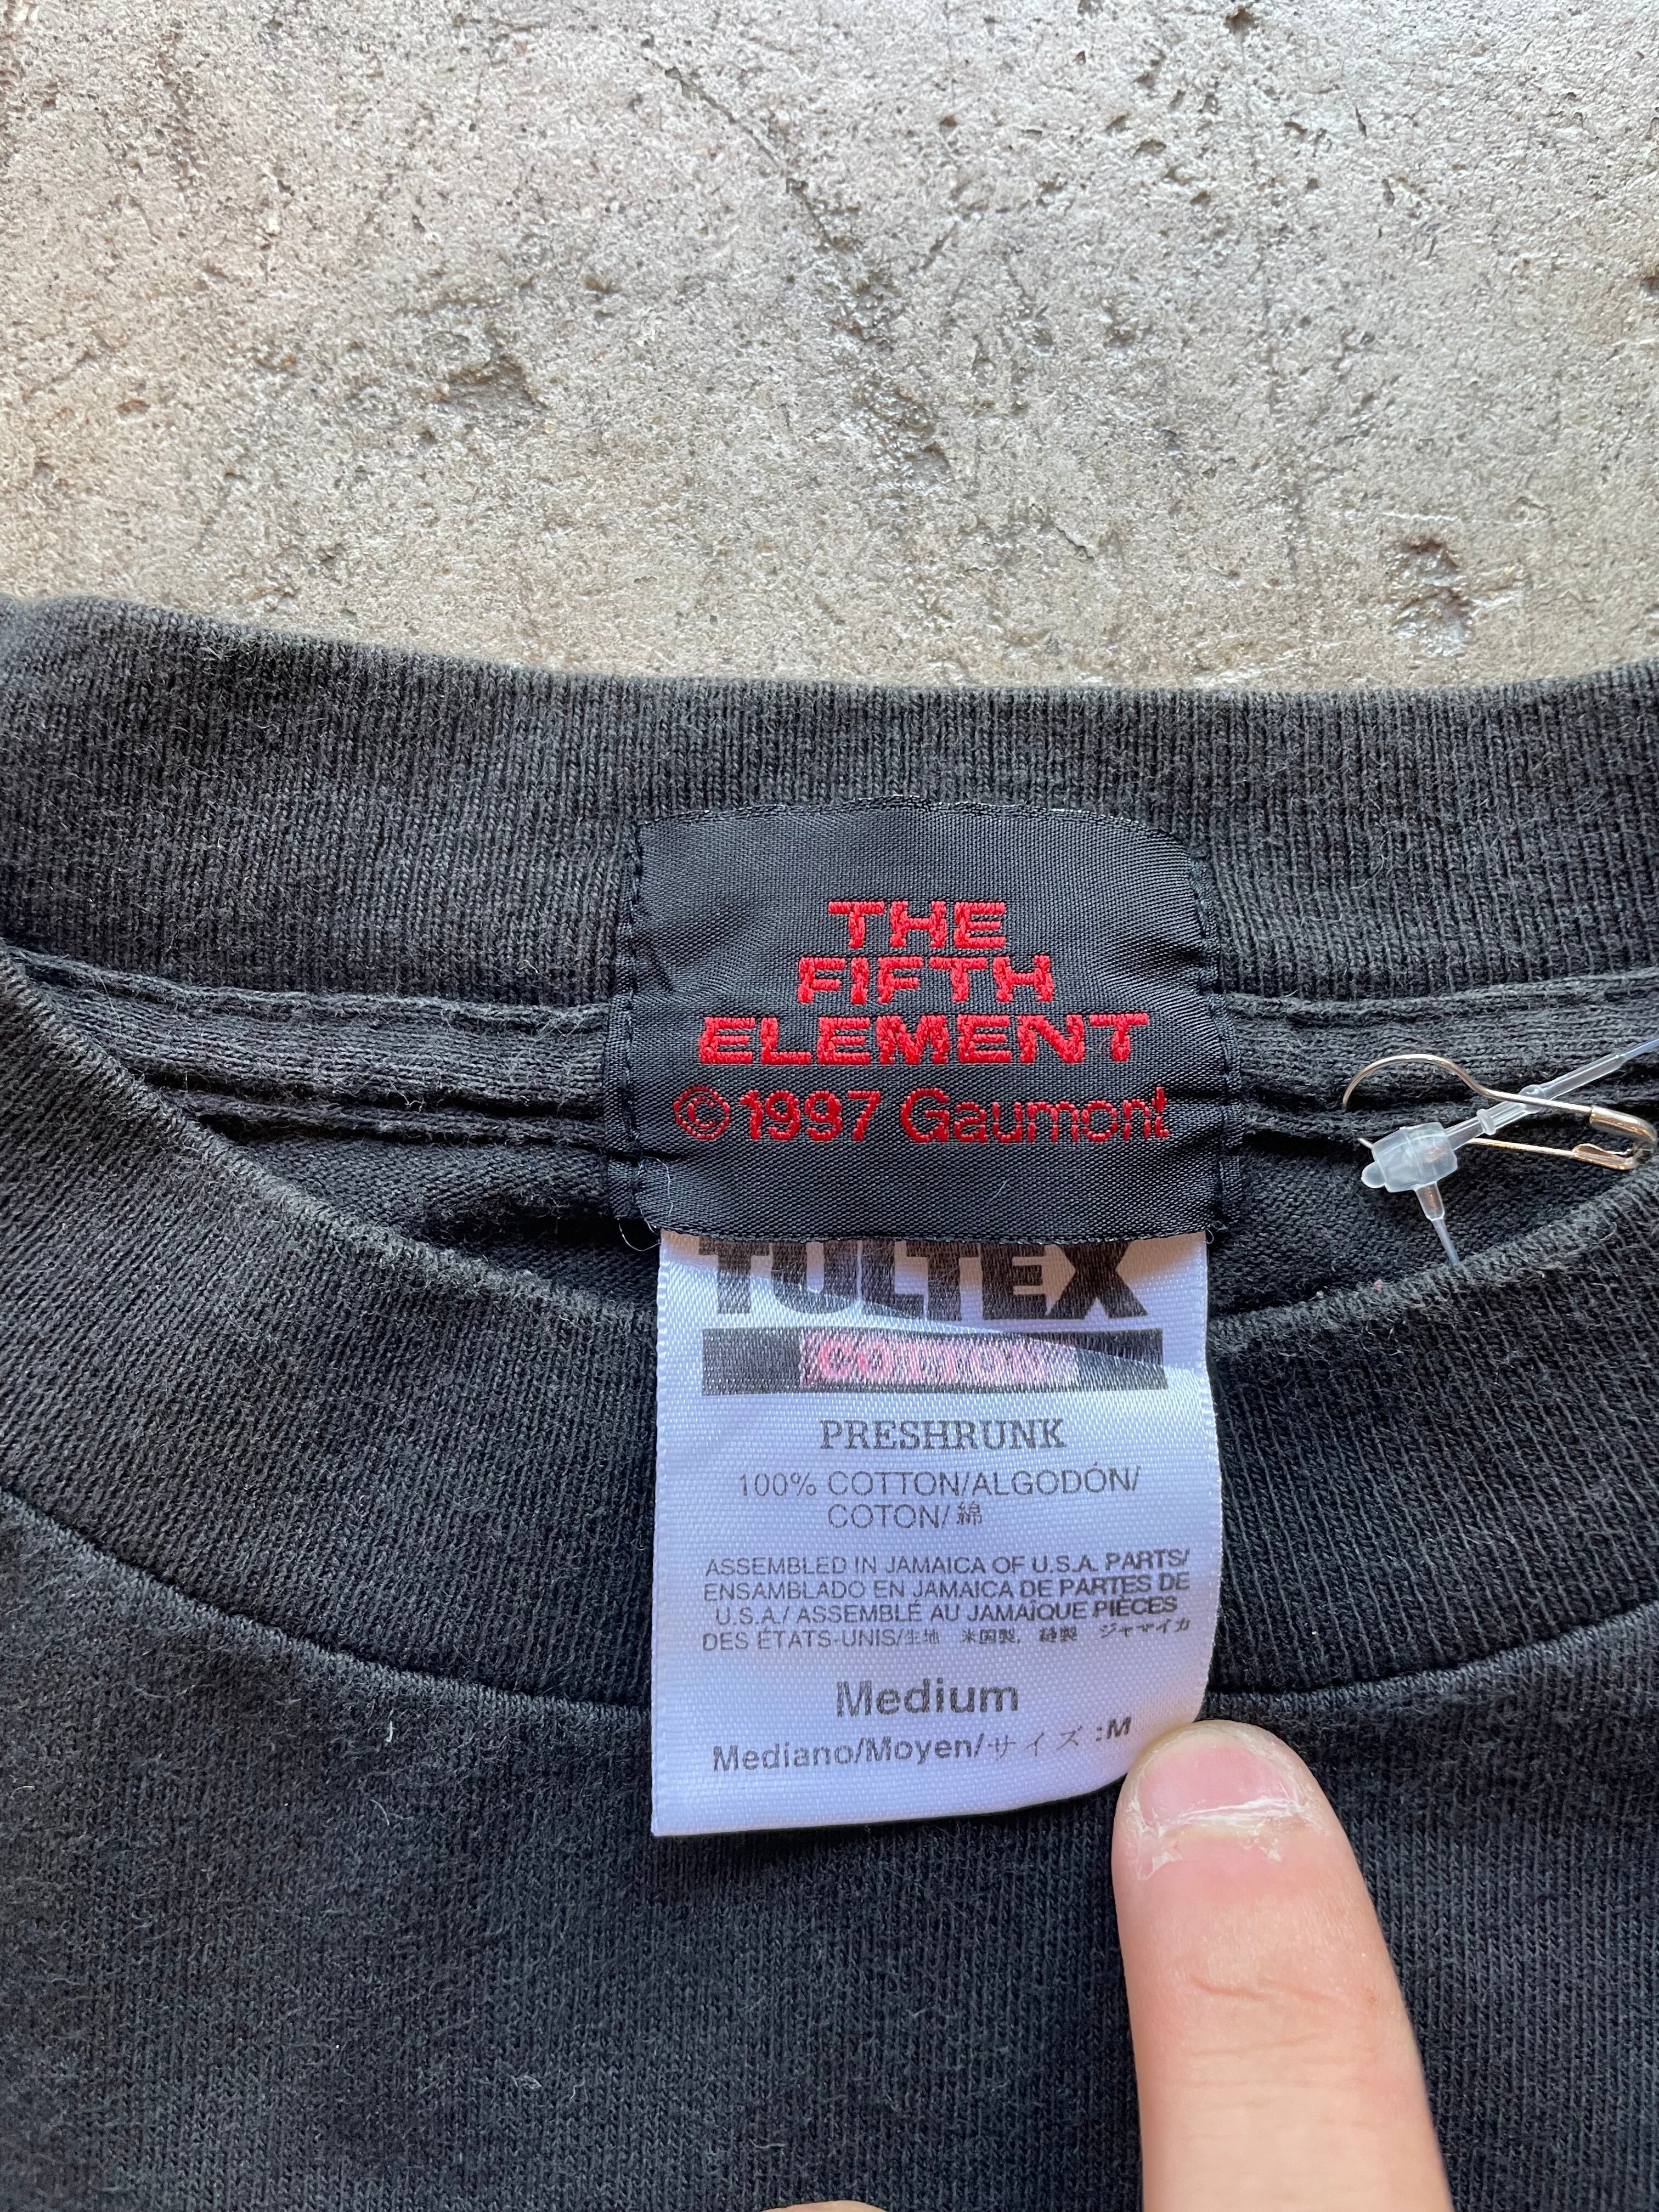 THE
FIFTH
ELEMENT
© 1997 Gaumont
TULTEX
COTTON
PRESHRUNK
100% COTTON/ALGODÓN/
COTON/綿
ASSEMBLED IN JAMAICA OF U.S.A. PARTS/
ENSAMBLADO EN JAMAICA DE PARTES DE
U.S.A./ ASSEMBLÉ AU JAMAÏQUE PIÈCES
DES ÉTATS-UNIS/生地 米国製, 縫製 ジャマイカ
Medium
Mediano/Moyen/サイズ :M